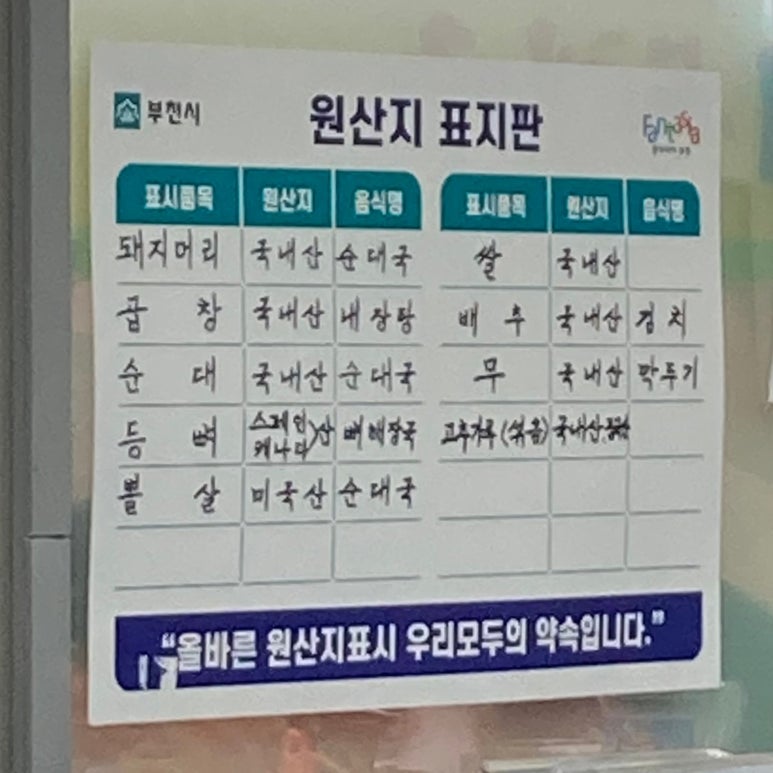 부천시
원산지 표지판
표시품목 원산지 음식명
돼지머리 국내산 순대국
곱창 국내산 내장탕
순대 국내산 순대국
등뼈 스페인 캐나다 산 뼈해장국
볼살 미국산 순대국
표시품목 원산지 음식명
쌀 국내산
배추 국내산 김치
무 국내산 깍두기
고추가루(섞음) 국내산
"올바른 원산지표시 우리모두의 약속입니다."